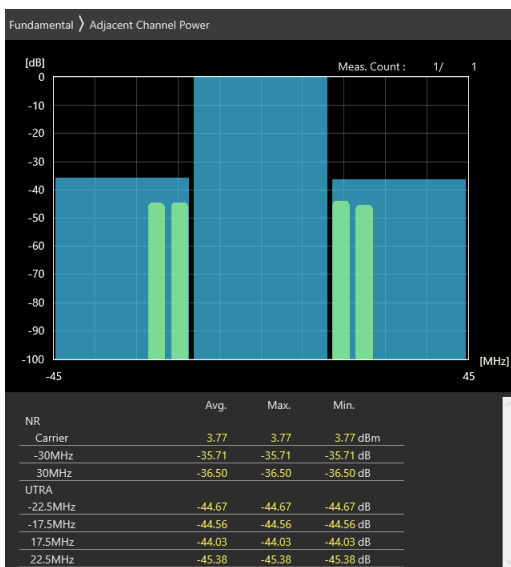 Fundamental 〉 Adjacent Channel Power
[dB]
Meas. Count : 1/ 1
0
-10
-20
-30
-40
-50
-60
-70
-80
-90
-100
[MHz]
-45 45
Avg. Max. Min.
NR
Carrier 3.77 3.77 3.77 dBm
-30MHz -35.71 -35.71 -35.71 dB
30MHz -36.50 -36.50 -36.50 dB
UTRA
-22.5MHz -44.67 -44.67 -44.67 dB
-17.5MHz -44.56 -44.56 -44.56 dB
17.5MHz -44.03 -44.03 -44.03 dB
22.5MHz -45.38 -45.38 -45.38 dB